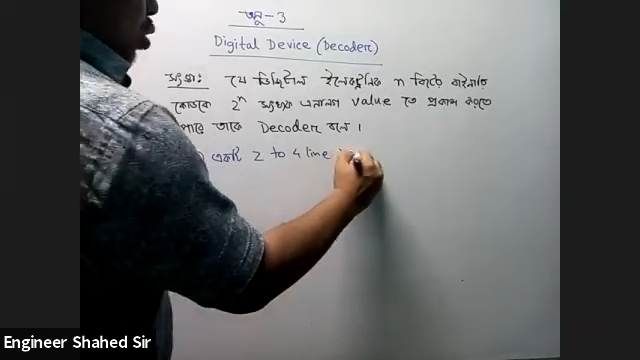 অনু - 3
Digital Device (Decoder)
সংজ্ঞা: যে ডিজিটাল ইলেকট্রনিক n বিটের বাইনারি
কোডকে 2ⁿ সংখ্যক এনালগ value তে প্রকাশ করতে
পারে তাকে Decoder বলে ।
একটি 2 to 4 line
Engineer Shahed Sir